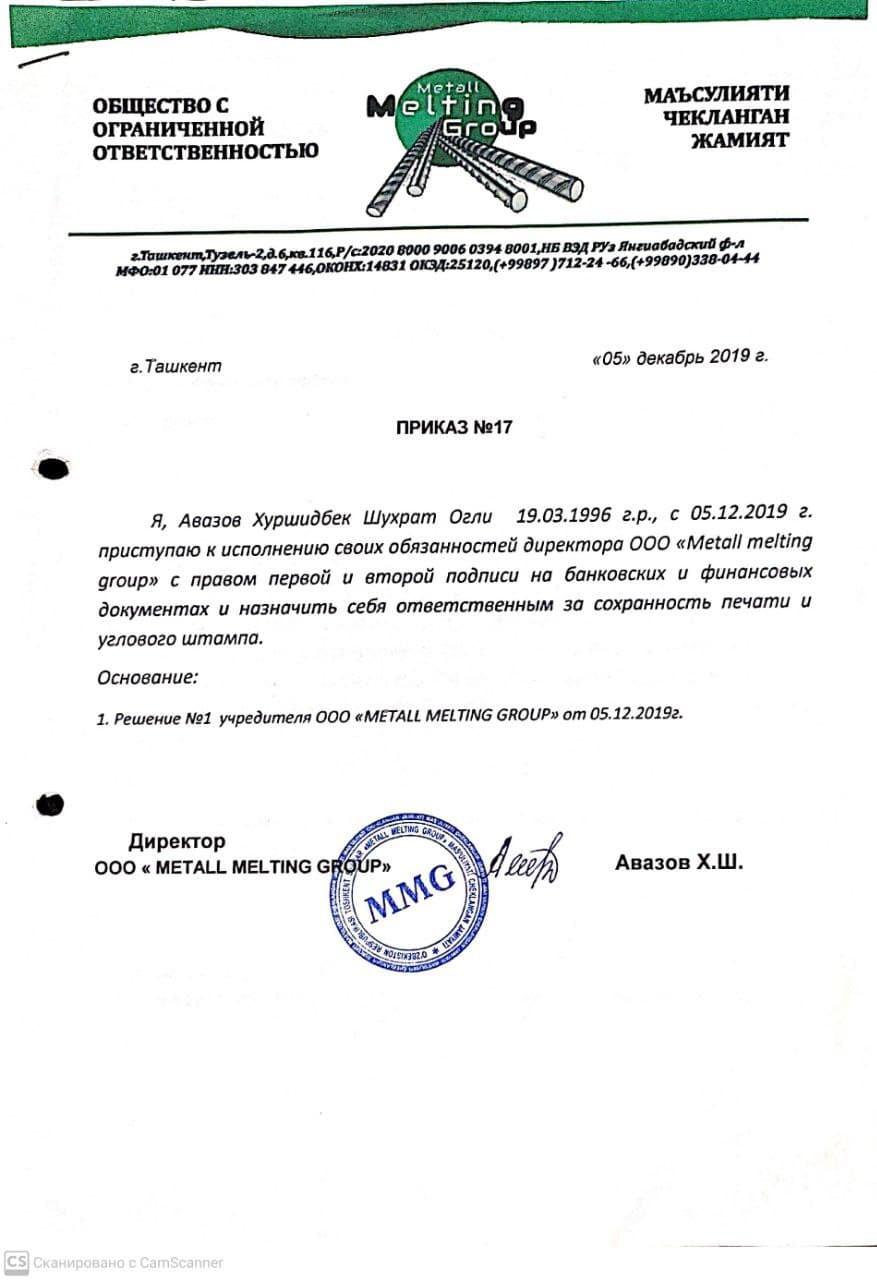 ОБЩЕСТВО С
ОГРАНИЧЕННОЙ
ОТВЕТСТВЕННОСТЬЮ
Metall
Melting
Group
МАЪСУЛИЯТИ
ЧЕКЛАНГАН
ЖАМИЯТ
г.Ташкент,Тузель-2,д.6,кв.116,Р/с:2020 8000 9006 0394 8001,НБ ВЭД РУз Янгиабадский ф-л
МФО:01 077 ИНН:303 847 446,ОКОНХ:14831 ОКЭД:25120,(+99897 )712-24 -66,(+99890)338-04-44
г.Ташкент
«05» декабрь 2019 г.
ПРИКАЗ №17
Я, Авазов Хуршидбек Шухрат Огли 19.03.1996 г.р., с 05.12.2019 г.
приступаю к исполнению своих обязанностей директора ООО «Metall melting
group» с правом первой и второй подписи на банковских и финансовых
документах и назначить себя ответственным за сохранность печати и
углового штампа.
Основание:
1. Решение №1 учредителя ООО «METALL MELTING GROUP» от 05.12.2019г.
Директор
ООО « METALL MELTING GROUP»
Авазов Х.Ш.
«METALL MELTING GROUP» MAS'ULIYATI CHEKLANGAN JAMIYATI
O'ZBEKISTON RESPUBLIKASI TOSHKENT
MMG
CS Сканировано с CamScanner